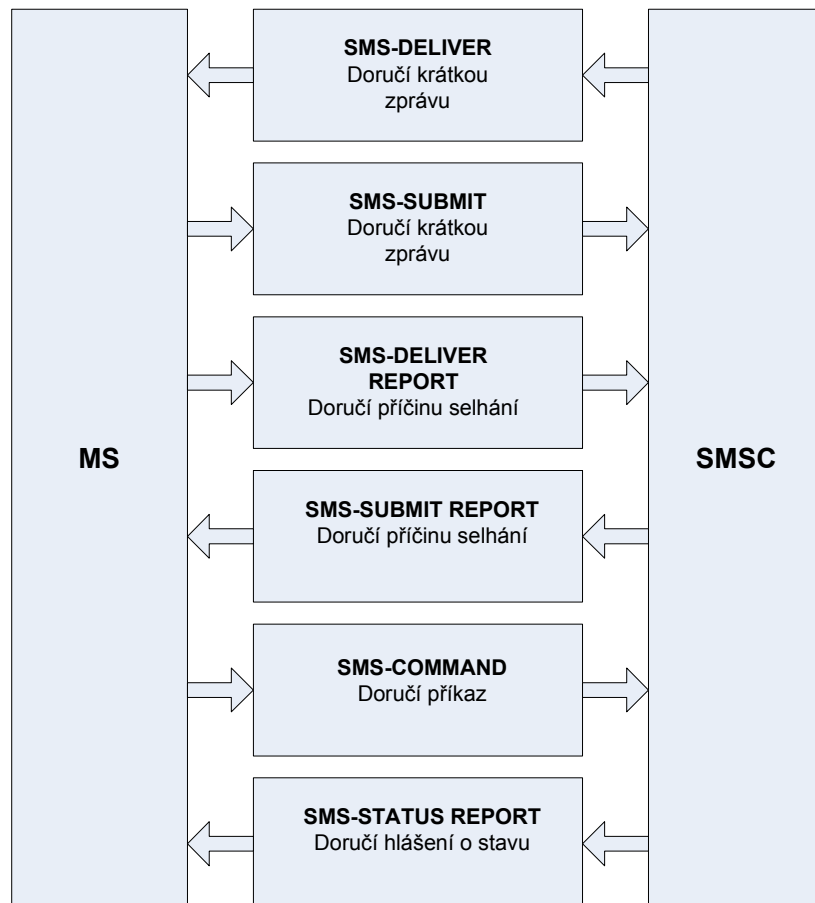 SMS-DELIVER
Doručí krátkou
zprávu
SMS-SUBMIT
Doručí krátkou
zprávu
SMS-DELIVER
REPORT
Doručí příčinu selhání
MS
SMSC
SMS-SUBMIT REPORT
Doručí příčinu selhání
SMS-COMMAND
Doručí příkaz
SMS-STATUS REPORT
Doručí hlášení o stavu